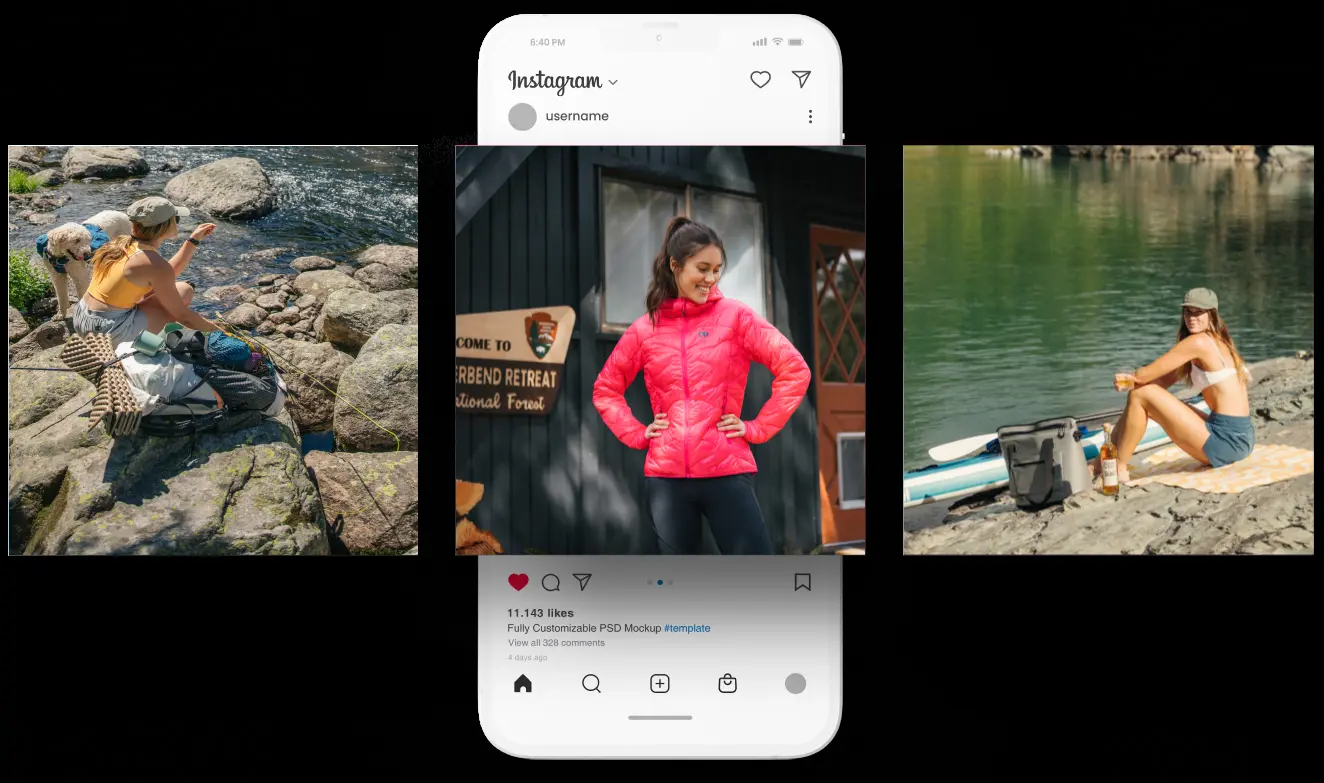 6:40 PM
Instagram
username
COME TO
ERBEND RETREAT
ational Forest
11.143 likes
Fully Customizable PSD Mockup #template
View all 328 comments
4 days ago